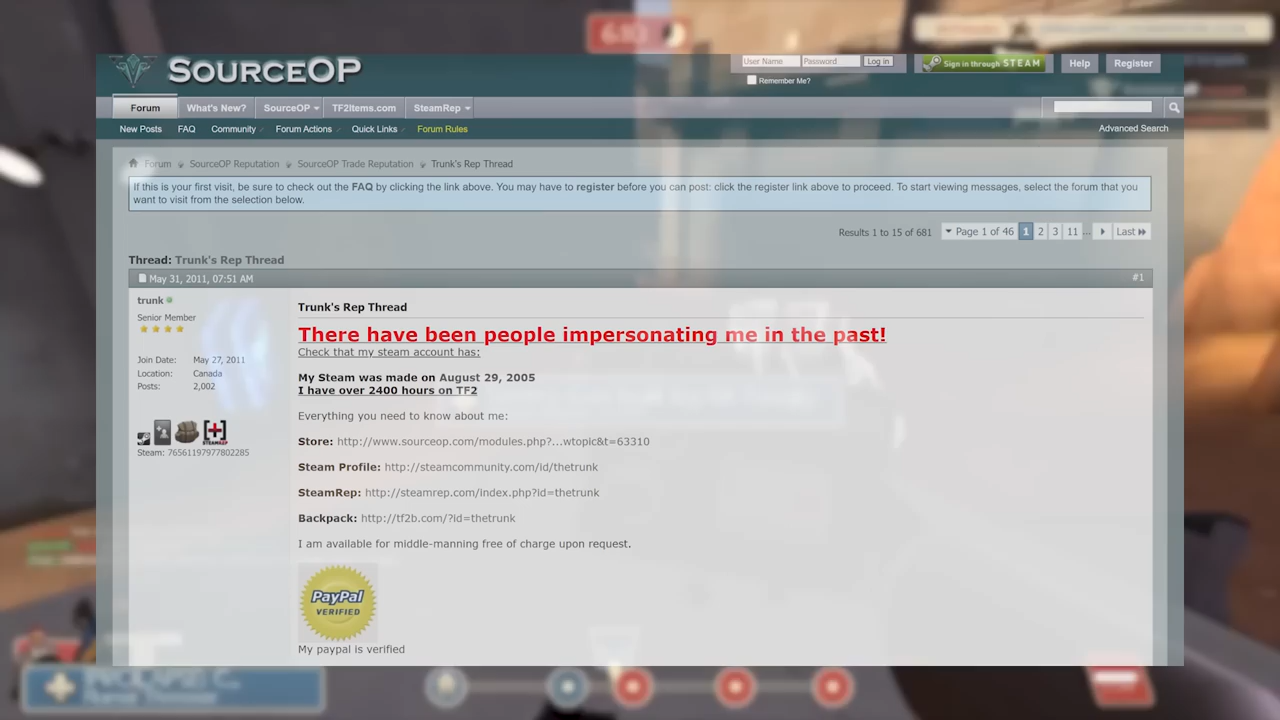 SOURCEOP
User Name Password Log in
Remember Me?
Sign in through STEAM
Help
Register
Forum What's New? SourceOP TF2Items.com SteamRep
New Posts FAQ Community Forum Actions Quick Links Forum Rules
Advanced Search
Forum SourceOP Reputation SourceOP Trade Reputation Trunk's Rep Thread
If this is your first visit, be sure to check out the FAQ by clicking the link above. You may have to register before you can post: click the register link above to proceed. To start viewing messages, select the forum that you
want to visit from the selection below.
Results 1 to 15 of 681 Page 1 of 46 1 2 3 11 ... Last
Thread: Trunk's Rep Thread
May 31, 2011, 07:51 AM #1
trunk
Senior Member
Join Date: May 27, 2011
Location: Canada
Posts: 2,002
STEAMREP
Steam: 76561197977802285
Trunk's Rep Thread
There have been people impersonating me in the past!
Check that my steam account has:
My Steam was made on August 29, 2005
I have over 2400 hours on TF2
Everything you need to know about me:
Store: http://www.sourceop.com/modules.php?...wtopic&t=63310
Steam Profile: http://steamcommunity.com/id/thetrunk
SteamRep: http://steamrep.com/index.php?id=thetrunk
Backpack: http://tf2b.com/?id=thetrunk
I am available for middle-manning free of charge upon request.
PayPal
VERIFIED
My paypal is verified